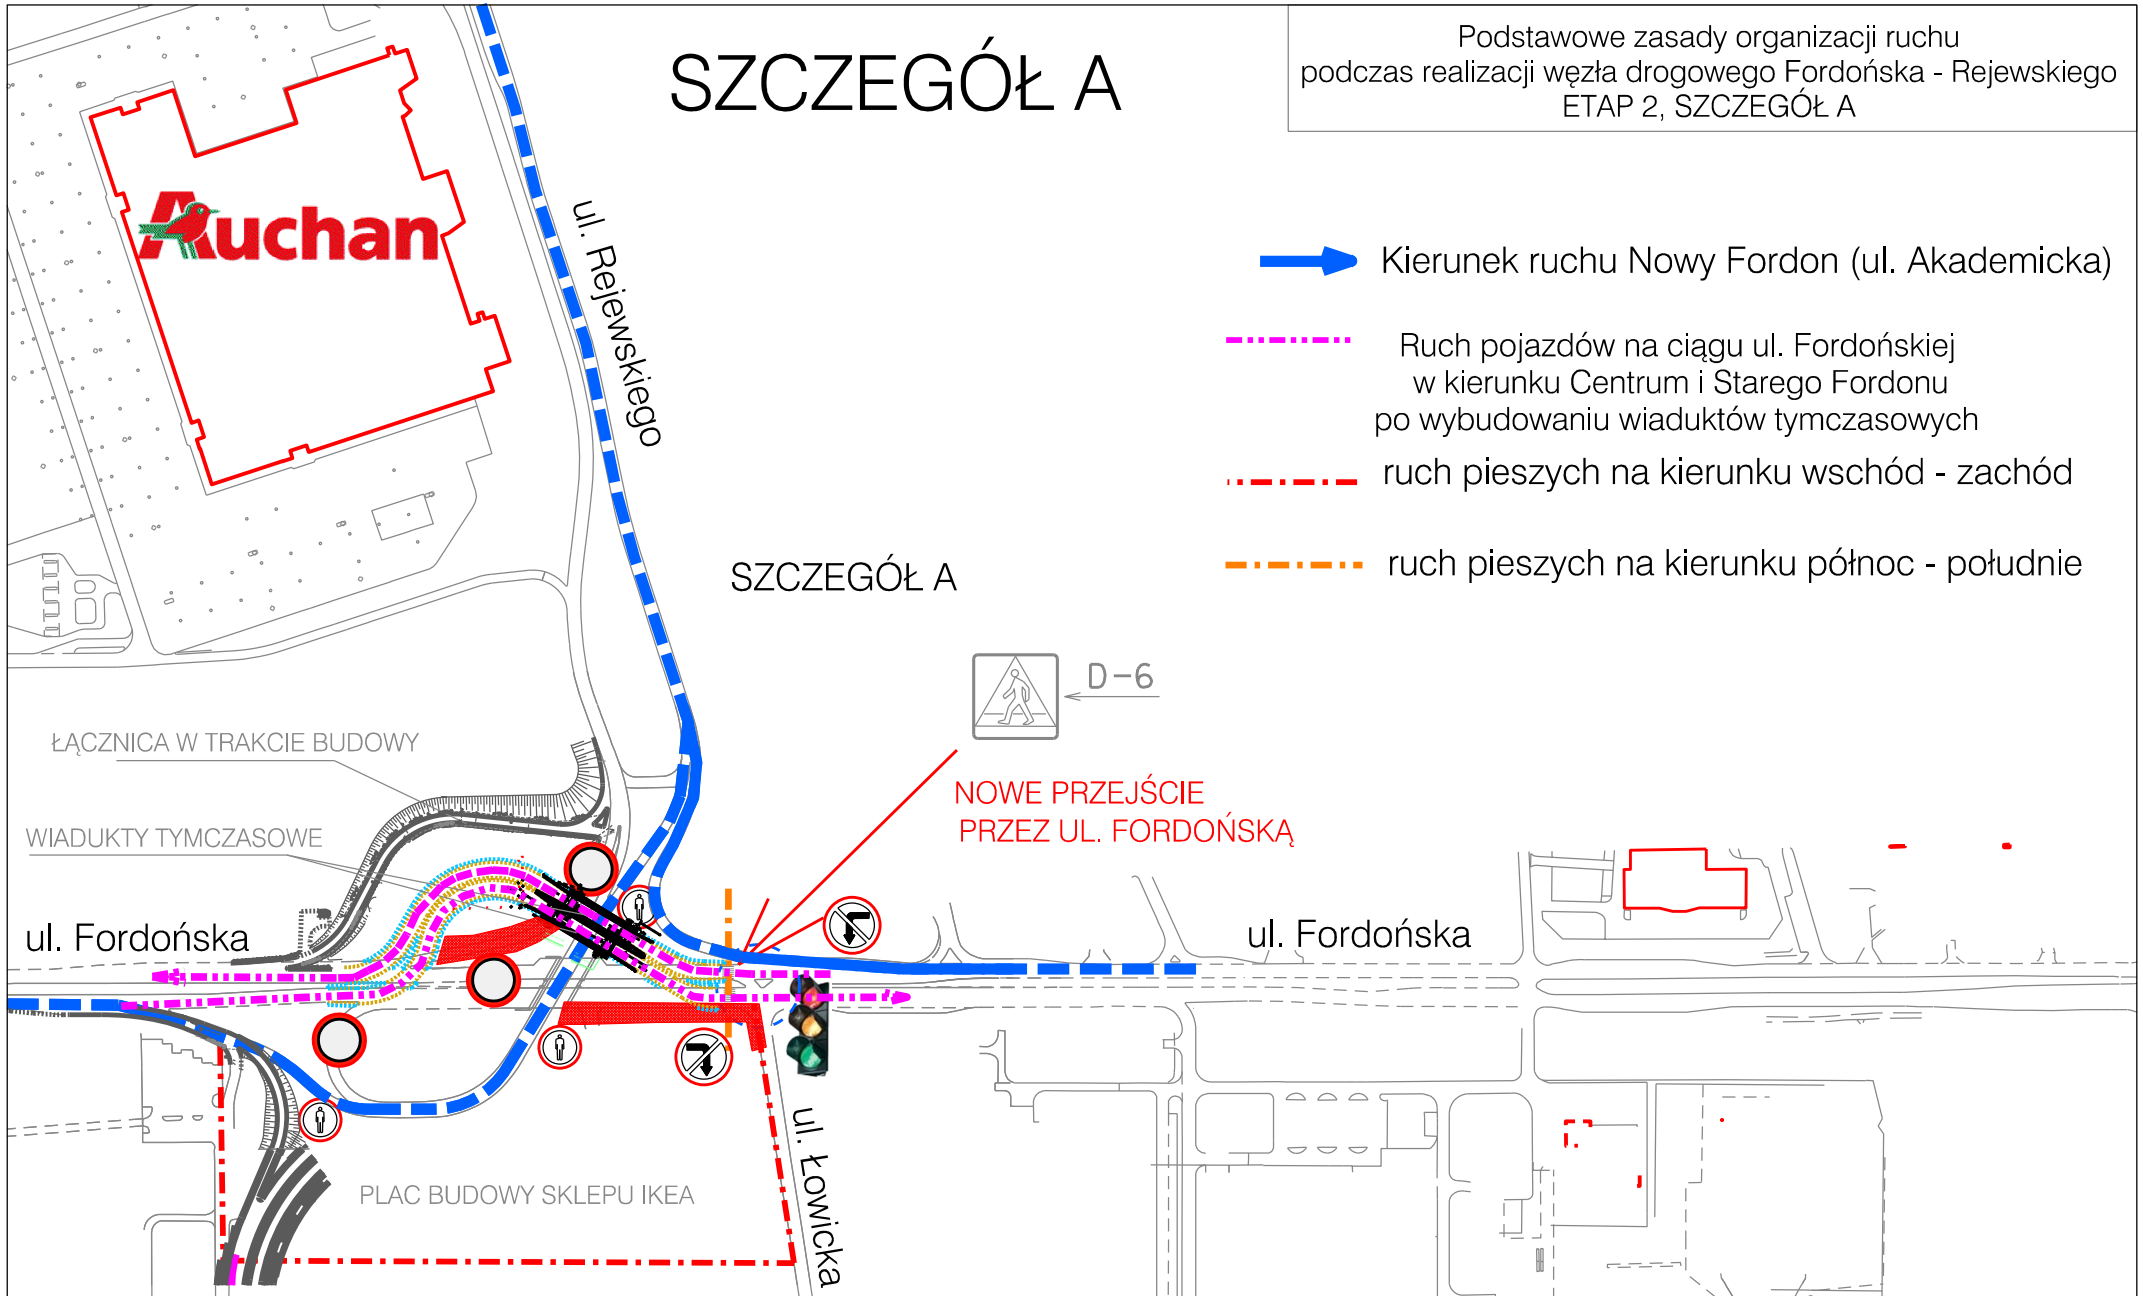 SZCZEGÓŁ A
Podstawowe zasady organizacji ruchu
podczas realizacji węzła drogowego Fordońska - Rejewskiego
ETAP 2, SZCZEGÓŁ A
Auchan
ul. Rejewskiego
Kierunek ruchu Nowy Fordon (ul. Akademicka)
Ruch pojazdów na ciągu ul. Fordońskiej
w kierunku Centrum i Starego Fordonu
po wybudowaniu wiaduktów tymczasowych
ruch pieszych na kierunku wschód - zachód
ruch pieszych na kierunku północ - południe
SZCZEGÓŁ A
D-6
ŁĄCZNICA W TRAKCIE BUDOWY
NOWE PRZEJŚCIE
PRZEZ UL. FORDOŃSKĄ
WIADUKTY TYMCZASOWE
ul. Fordońska
ul. Fordońska
PLAC BUDOWY SKLEPU IKEA
ul. Łowicka